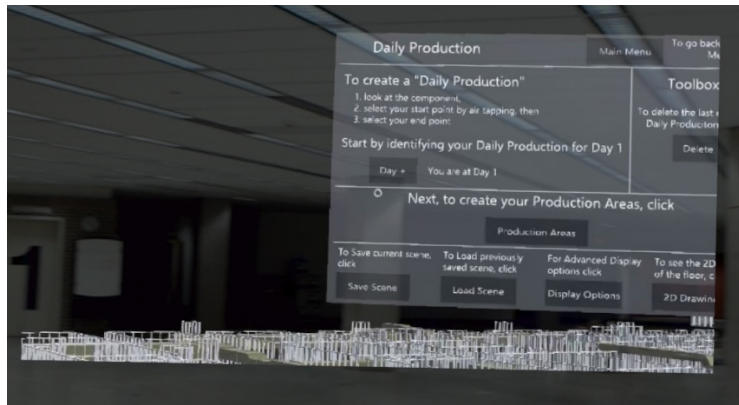 Daily Production
Main Menu
To go back
Me
To create a "Daily Production"
1. look at the component,
2. select your start point by air tapping, then
3. select your end point
Start by identifying your Daily Production for Day 1
Day +
You are at Day 1
Toolbox
To delete the last
Daily Produciton
Delete
Next, to create your Production Areas, click
Production Areas
To Save current scene,
click
Save Scene
To Load previously
saved scene, click
Load Scene
For Advanced Display
options click
Display Options
To see the 2D
of the floor, c
2D Drawin
1